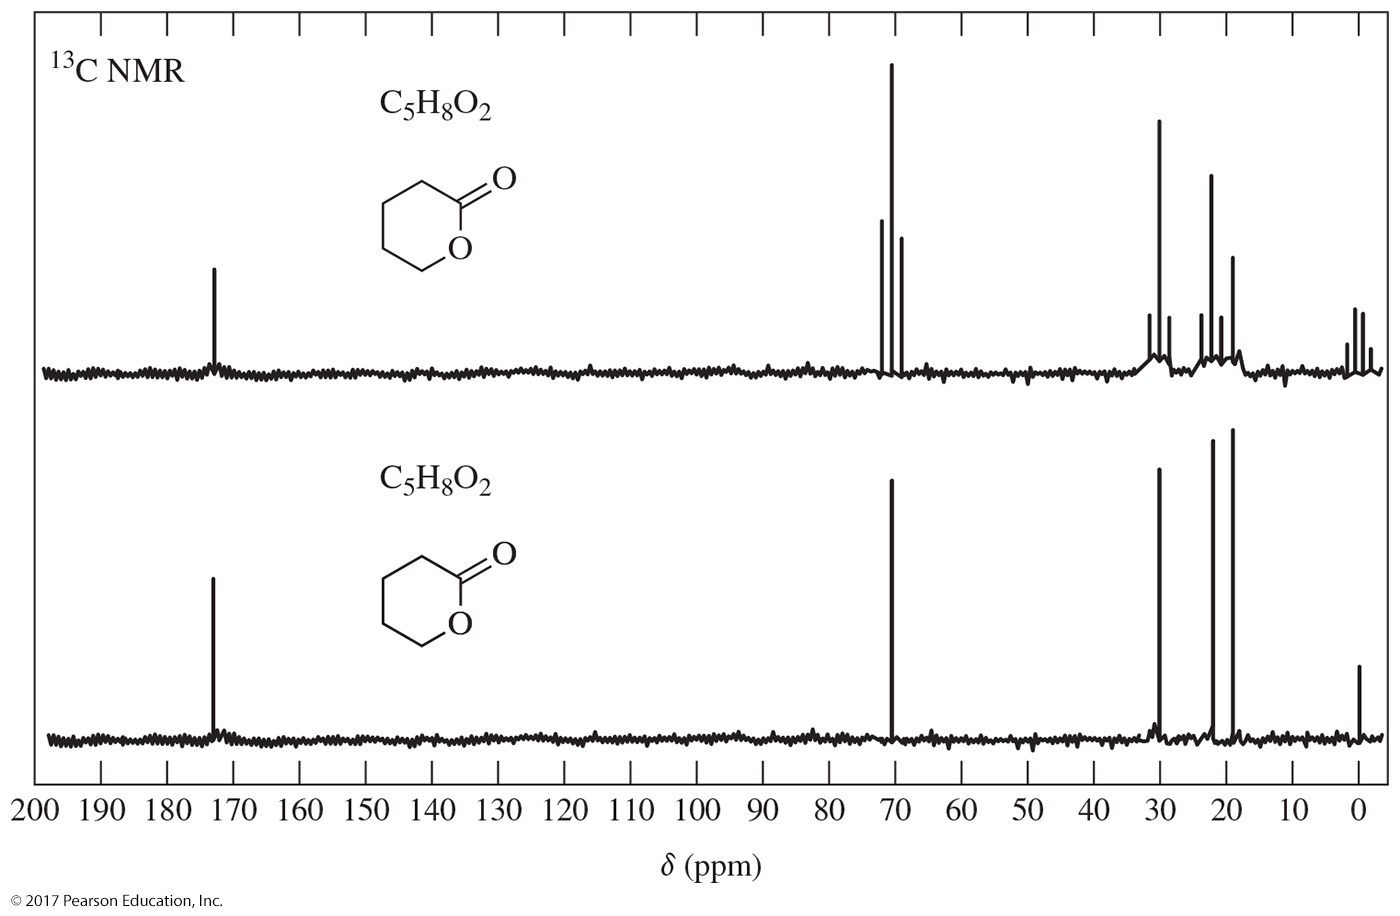 ¹³C NMR
C₅H₈O₂
O
O
C₅H₈O₂
O
O
200 190 180 170 160 150 140 130 120 110 100 90 80 70 60 50 40 30 20 10 0
δ (ppm)
© 2017 Pearson Education, Inc.